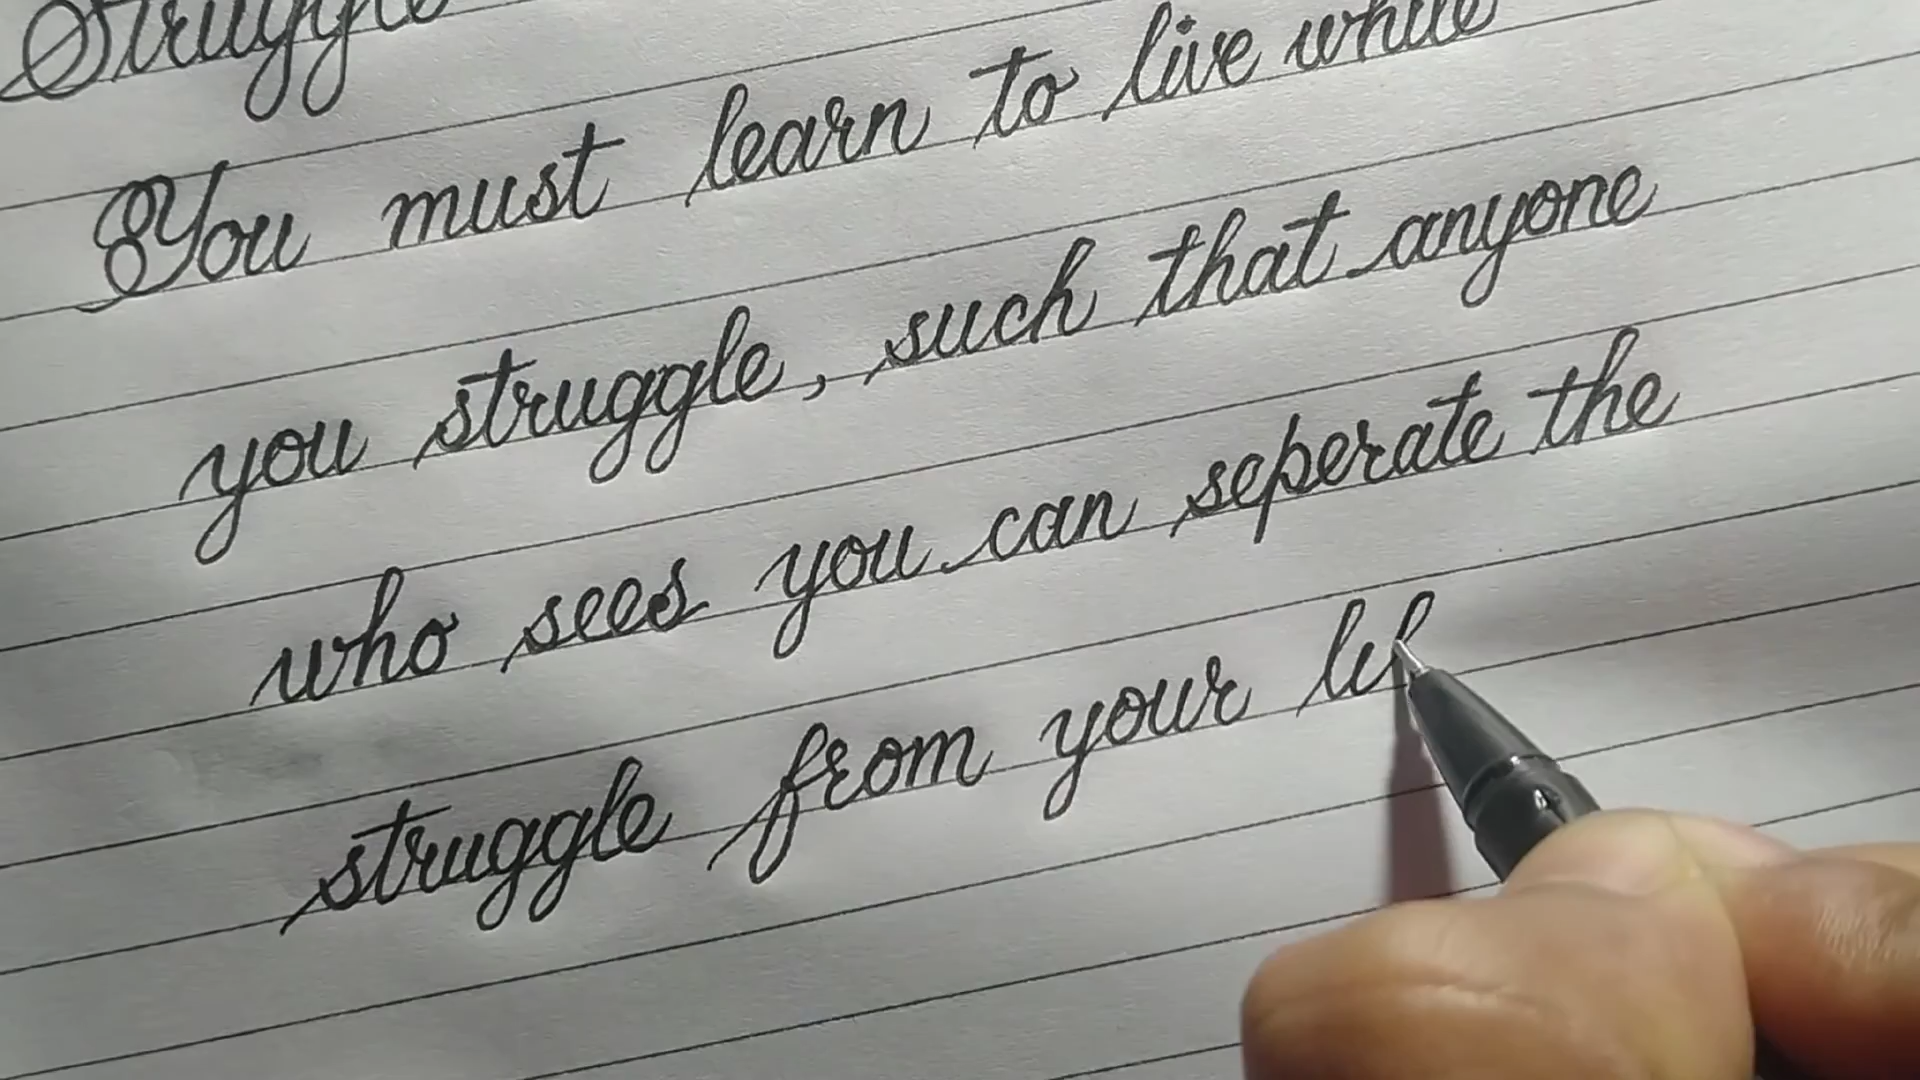 Struggle
You must learn to live while
you struggle, such that anyone
who sees you can seperate the
struggle from your